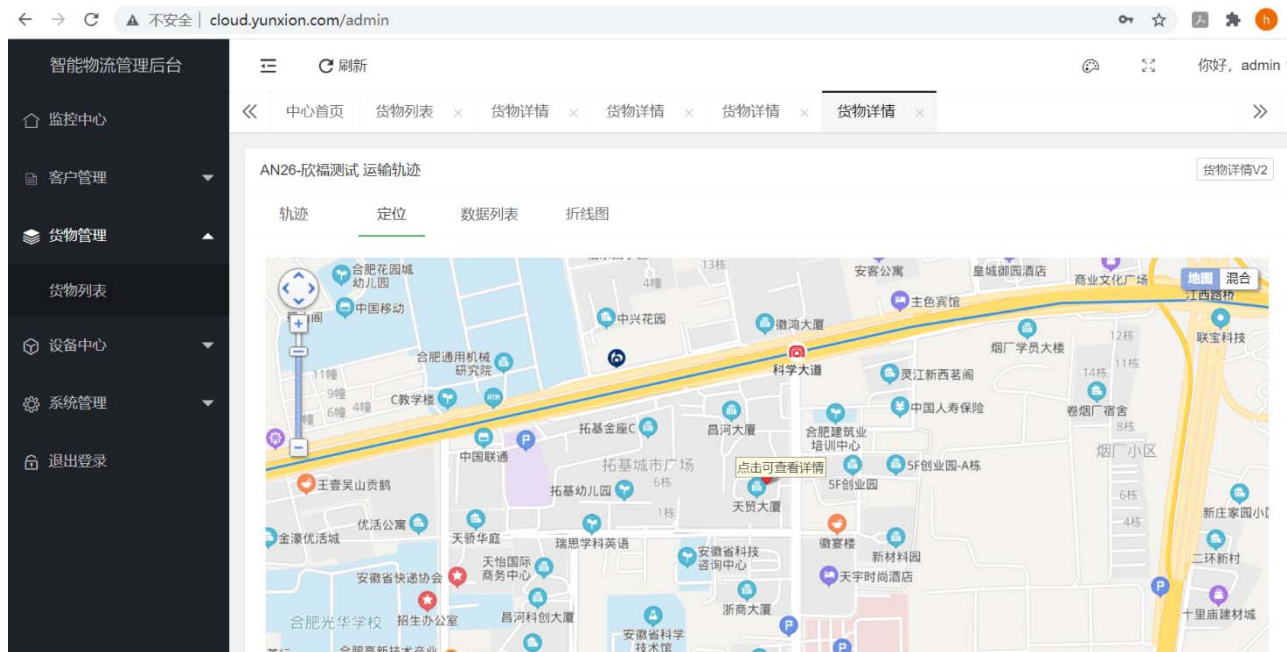 不安全 | cloud.yunxion.com/admin
h
智能物流管理后台
刷新
你好，admin
监控中心
中心首页 货物列表 × 货物详情 × 货物详情 × 货物详情 × 货物详情 ×
客户管理
AN26-欣福测试 运输轨迹
货物详情V2
货物管理
轨迹 定位 数据列表 折线图
货物列表
设备中心
系统管理
退出登录
地图 混合
合肥花园城
幼儿园
中国移动
4幢
13栋
安客公寓
皇城御园酒店
商业文化广场
江西路桥
主色宾馆
中兴花园
徽鸿大厦
联宝科技
12栋
烟厂学员大楼
合肥通用机械
研究院
科学大道
灵江新西茗阁
11栋
14栋
11幢
9幢
C教学楼
ATM
6幢 4幢
中国人寿保险
卷烟厂宿舍
8栋
拓基金座C
昌河大厦
合肥建筑业
培训中心
烟厂小区
P
中国联通
拓基城市广场
点击可查看详情
5F创业园-A栋
6栋
5F创业园
王壹吴山贡鹅
拓基幼儿园
1栋
天贸大厦
6栋
新庄家园小区
4栋
优活公寓
金濠优活城
天骄华庭
瑞思学科英语
徽宴楼
新材料园
安徽省科技
咨询中心
二环新村
天怡国际
商务中心
安徽省快递协会
天宇时尚酒店
P
浙商大厦
十里庙建材城
合肥光华学校
招生办公室
昌河科创大厦
P
安徽省科学
技术馆
P
合肥高新技术产业